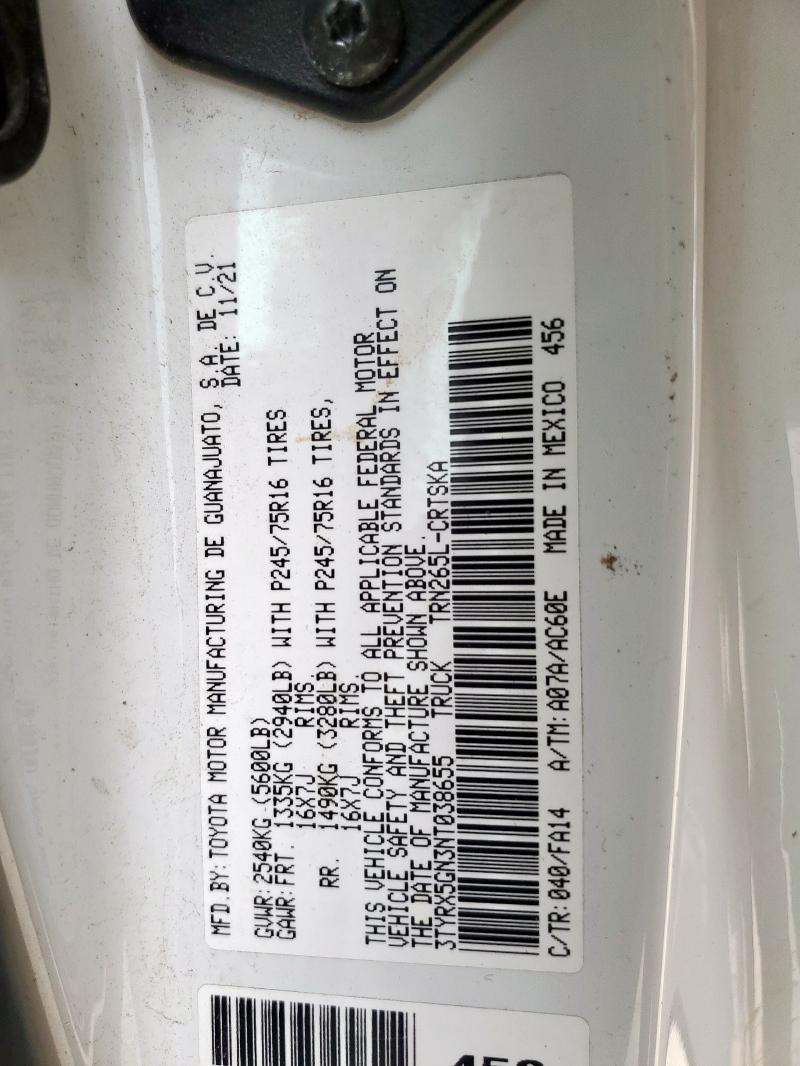 MFD.BY:TOYOTA MOTOR MANUFACTURING DE GUANAJUATO, S.A. DE C.V.
DATE: 11/21
GVWR:2540KG (5600LB)
GAWR:FRT. 1335KG (2940LB) WITH P245/75R16 TIRES
16X7J RIMS.
RR. 1490KG (3280LB) WITH P245/75R16 TIRES,
16X7J RIMS.
THIS VEHICLE CONFORMS TO ALL APPLICABLE FEDERAL MOTOR
VEHICLE SAFETY AND THEFT PREVENTION STANDARDS IN EFFECT ON
THE DATE OF MANUFACTURE SHOWN ABOVE.
3TYRX5GN3NT038655 TRUCK TRN265L-CRTSKA
C/TR:040/FA14 A/TM:A07A/AC60E MADE IN MEXICO 456